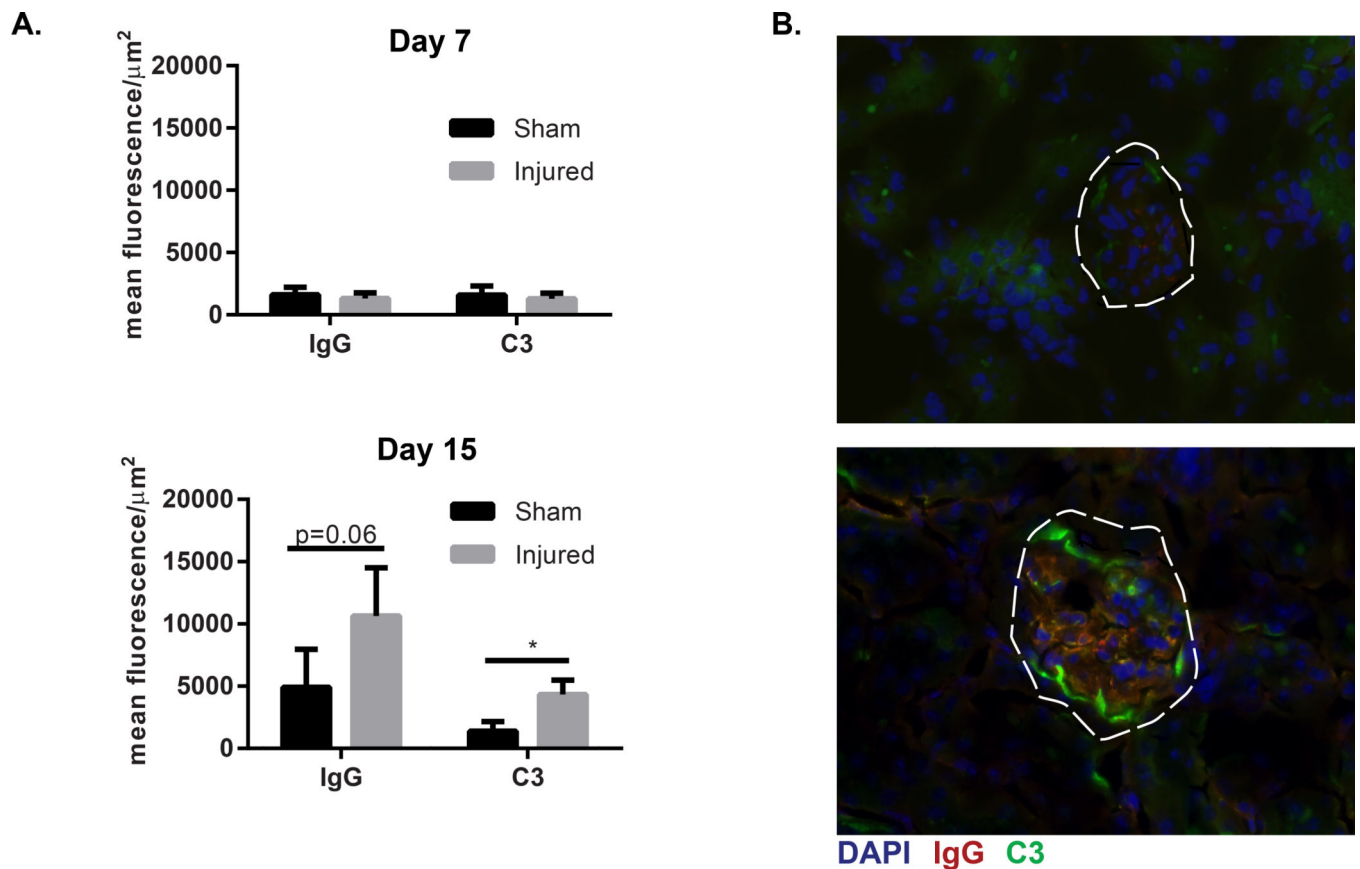 A.
Day 7
mean fluorescence/μm²
20000
15000
10000
5000
0
Sham
Injured
IgG C3
Day 15
mean fluorescence/μm²
20000
15000
10000
5000
0
p=0.06
*
Sham
Injured
IgG C3
B.
DAPI IgG C3